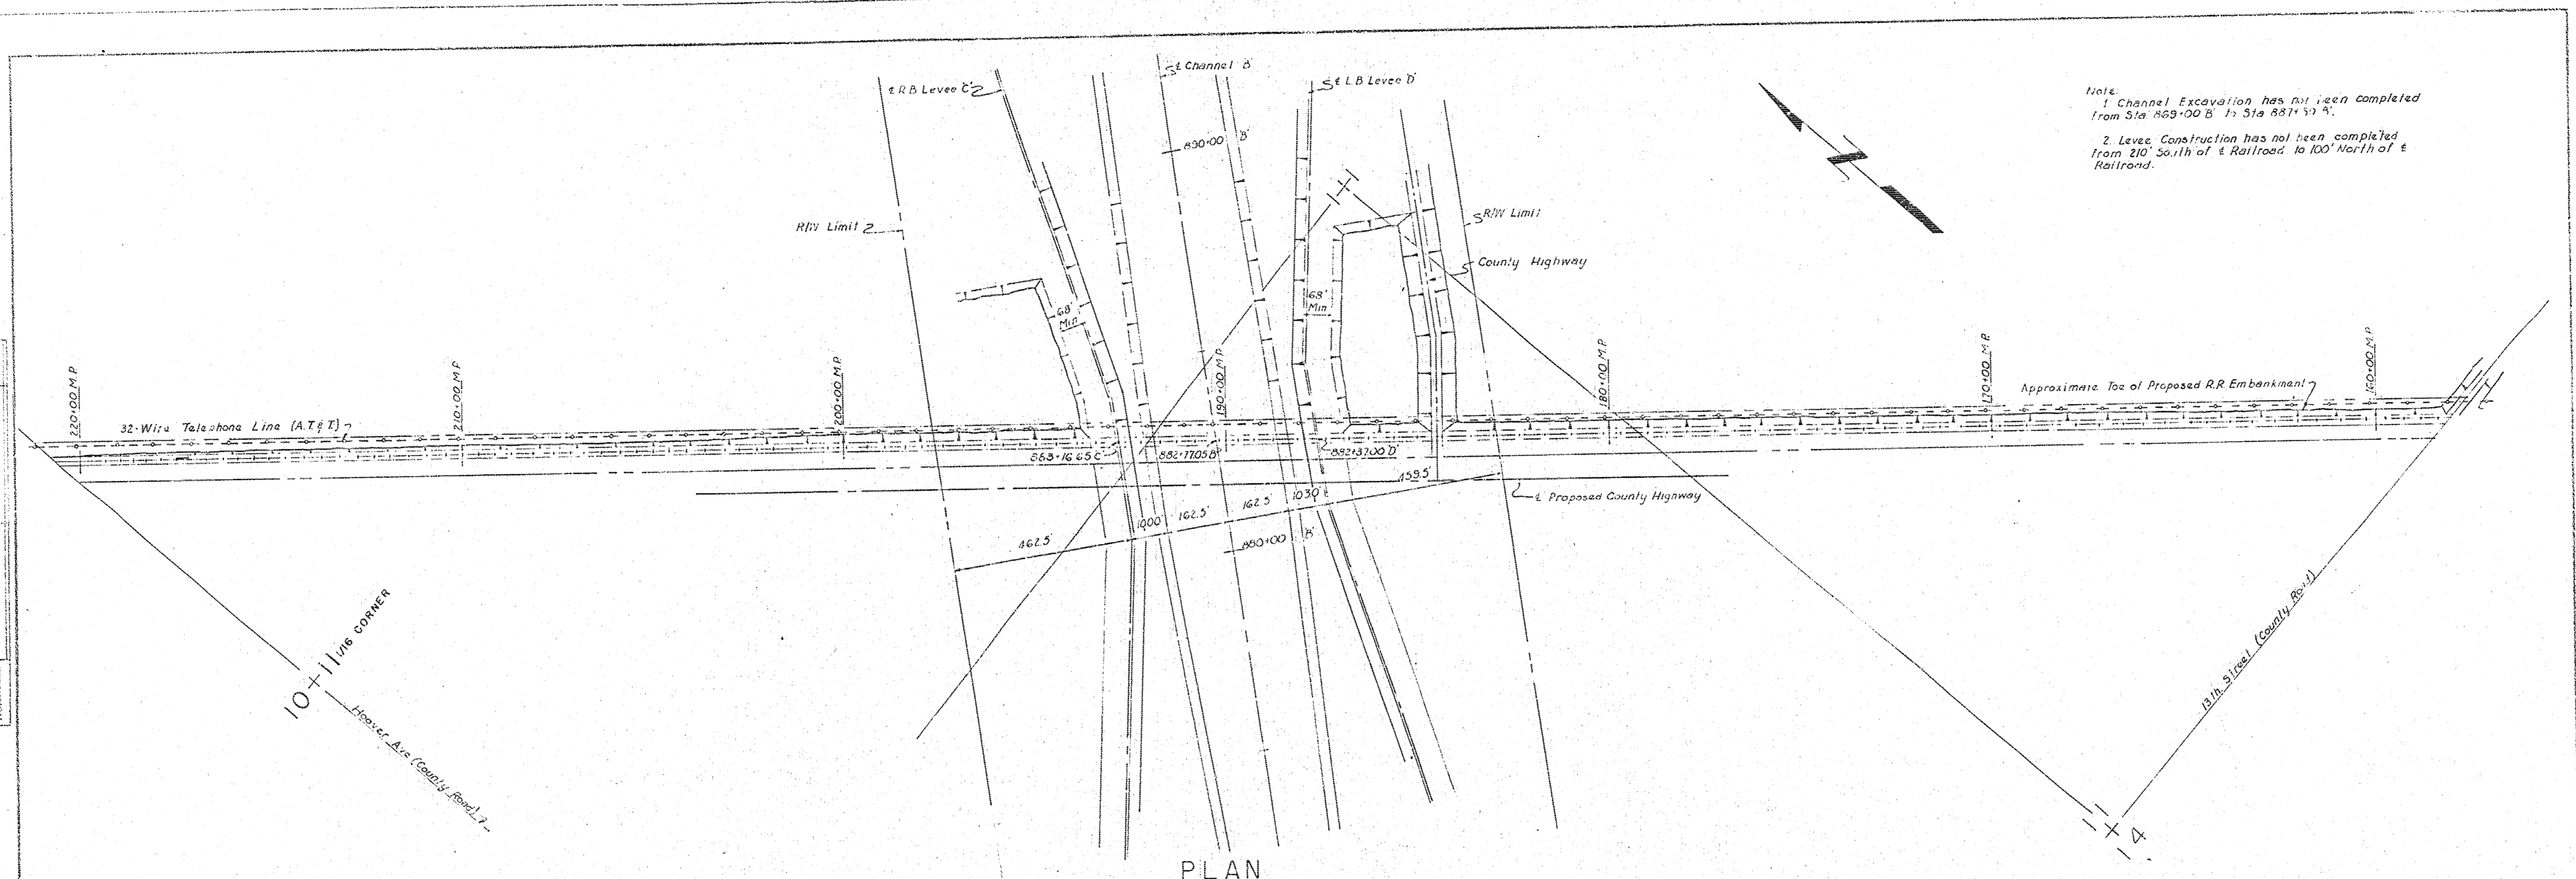 ℄ Channel 'B'
℄ R.B. Levee 'C'
℄ L.B. Levee 'D'
Note:
1. Channel Excavation has not been completed
from Sta. 869+00 'B' to Sta. 'B'.
2. Levee Construction has not been completed
from 210' South of ℄ Railroad to 100' North of ℄
Railroad.
890+00 'B'
R/W Limit
R/W Limit
County Highway
68'
Min
68'
Min
220+00 M.P.
210+00 M.P.
200+00 M.P.
190+00 M.P.
180+00 M.P.
170+00 M.P.
160+00 M.P.
Approximate Toe of Proposed R.R. Embankment
32-Wire Telephone Line (A.T.&T.)
883+16.65 'C'
882+17.05 'B'
882+37.00 'D'
459.5'
℄ Proposed County Highway
1030'
162.5'
162.5'
1000'
462.5'
880+00 'B'
10 + 11 1/16 CORNER
Hoover Ave (County Road)
13th. Street (County Road)
PLAN